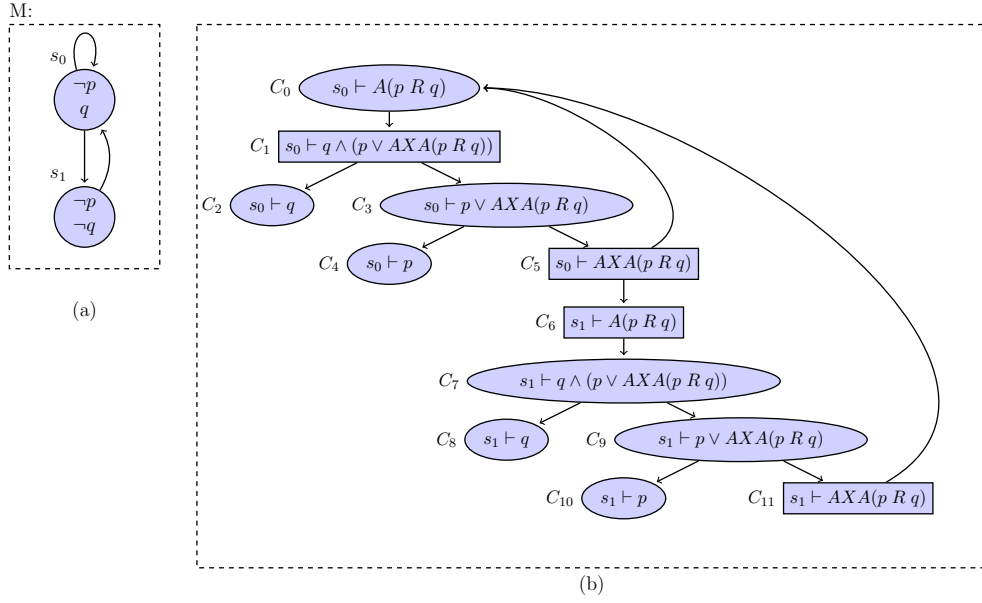 M:
s₀
¬p
q
s₁
¬p
¬q
(a)
C₀ s₀ ⊢ A(p R q)
C₁ s₀ ⊢ q ∧ (p ∨ AXA(p R q))
C₂ s₀ ⊢ q
C₃ s₀ ⊢ p ∨ AXA(p R q)
C₄ s₀ ⊢ p
C₅ s₀ ⊢ AXA(p R q)
C₆ s₁ ⊢ A(p R q)
C₇ s₁ ⊢ q ∧ (p ∨ AXA(p R q))
C₈ s₁ ⊢ q
C₉ s₁ ⊢ p ∨ AXA(p R q)
C₁₀ s₁ ⊢ p
C₁₁ s₁ ⊢ AXA(p R q)
(b)